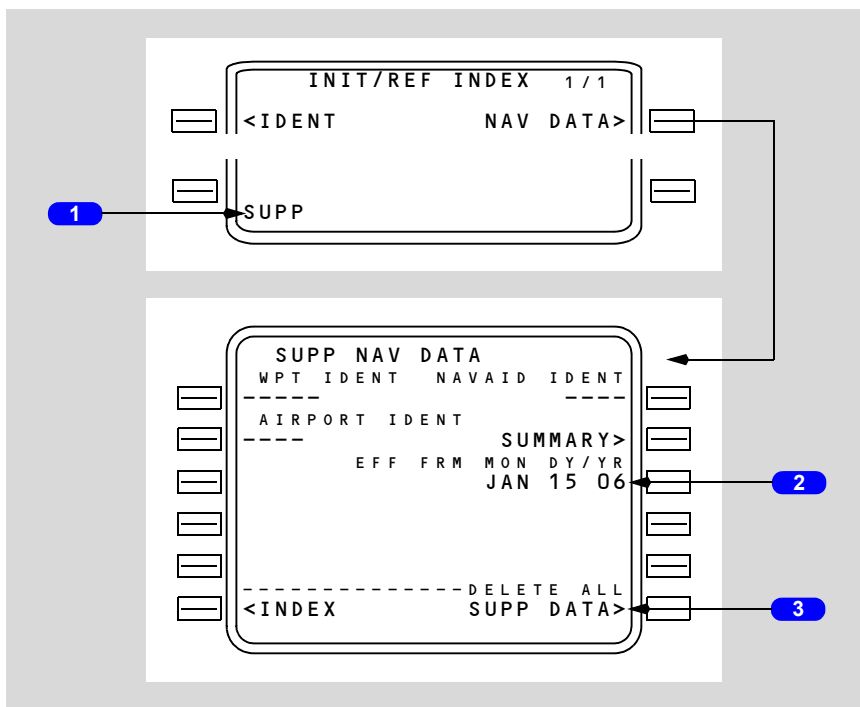 INIT/REF INDEX 1/1
<IDENT NAV DATA>
1
SUPP
SUPP NAV DATA
WPT IDENT NAVAID IDENT
----- ----
AIRPORT IDENT
---- SUMMARY>
EFF FRM MON DY/YR
JAN 15 06
2
--------------DELETE ALL
<INDEX SUPP DATA>
3